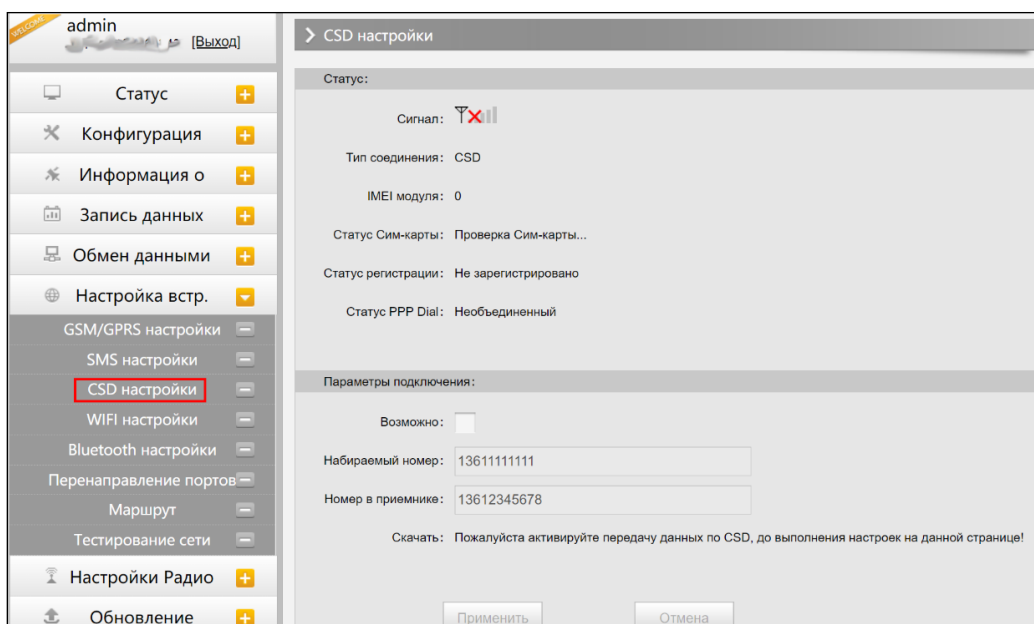 WELCOME
admin
[Выход]
Статус
Конфигурация
Информация о
Запись данных
Обмен данными
Настройка встр.
GSM/GPRS настройки
SMS настройки
CSD настройки
WIFI настройки
Bluetooth настройки
Перенаправление портов
Маршрут
Тестирование сети
Настройки Радио
Обновление
CSD настройки
Статус:
Сигнал:
Тип соединения: CSD
IMEI модуля: 0
Статус Сим-карты: Проверка Сим-карты...
Статус регистрации: Не зарегистрировано
Статус PPP Dial: Необъединенный
Параметры подключения:
Возможно:
Набираемый номер: 13611111111
Номер в приемнике: 13612345678
Скачать: Пожалуйста активируйте передачу данных по CSD, до выполнения настроек на данной странице!
Применить Отмена